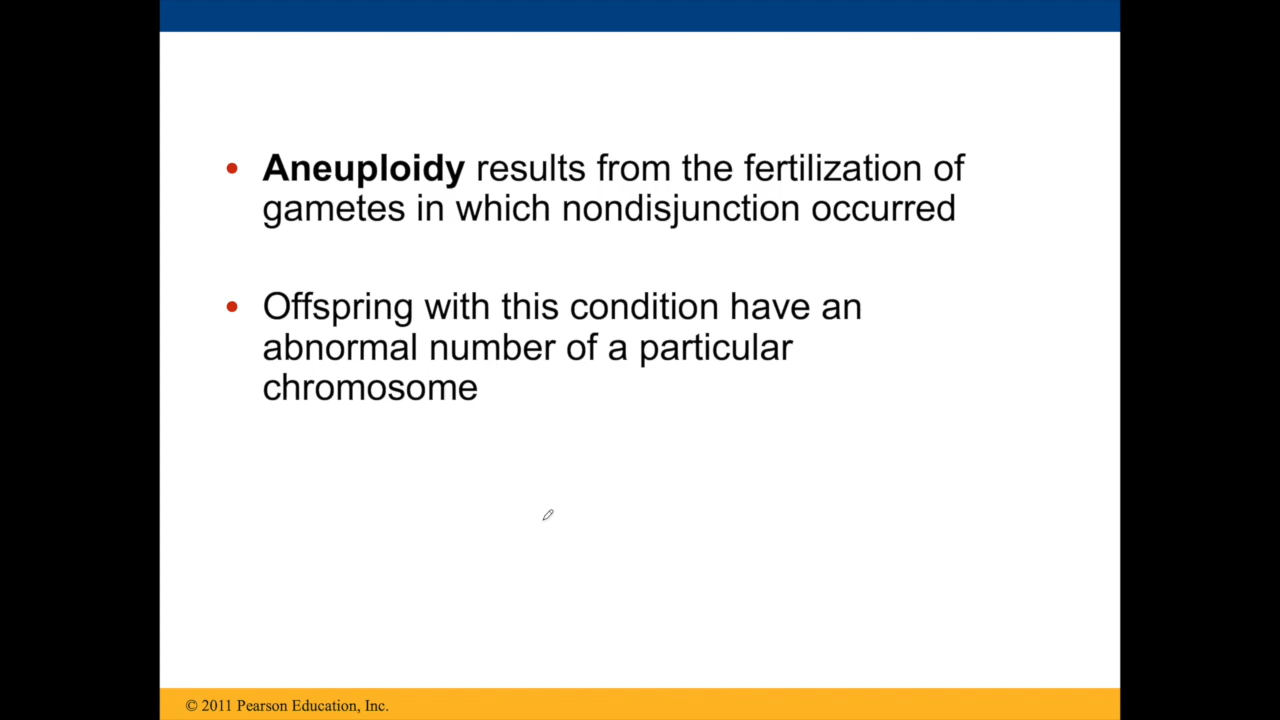 • Aneuploidy results from the fertilization of
gametes in which nondisjunction occurred
• Offspring with this condition have an
abnormal number of a particular
chromosome
© 2011 Pearson Education, Inc.